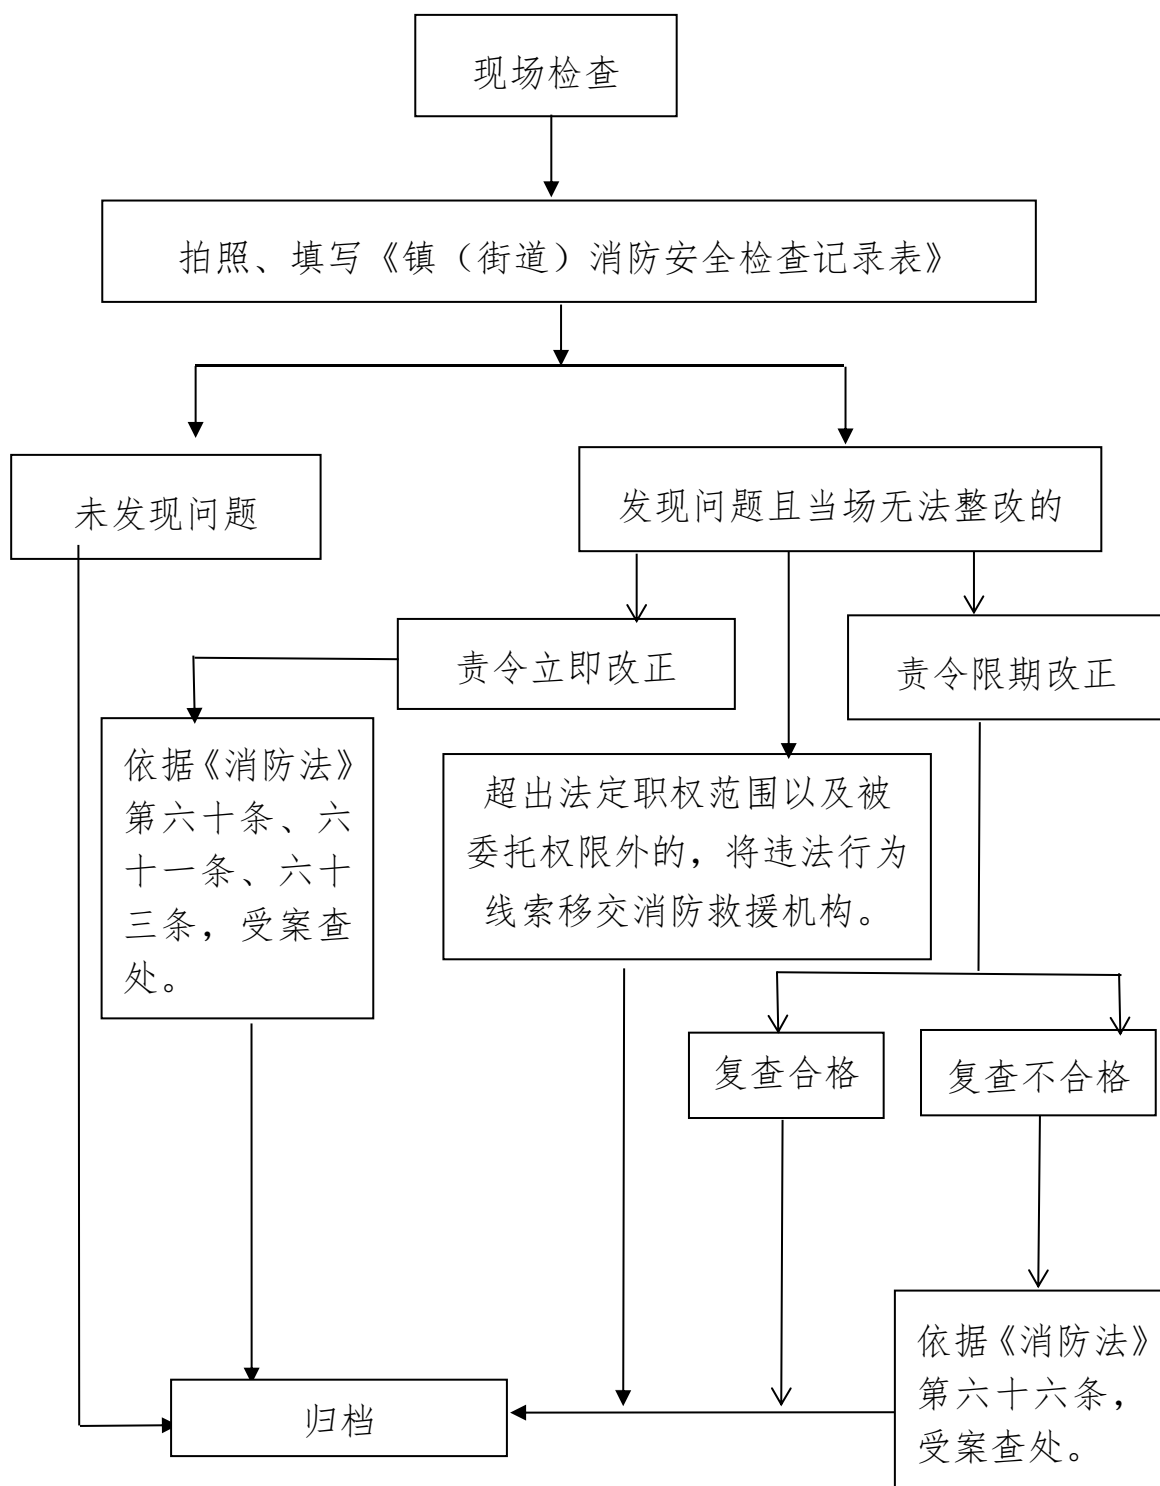 现场检查
拍照、填写《镇（街道）消防安全检查记录表》
未发现问题
发现问题且当场无法整改的
责令立即改正
责令限期改正
依据《消防法》
第六十条、六
十一条、六十
三条，受案查
处。
超出法定职权范围以及被
委托权限外的，将违法行为
线索移交消防救援机构。
复查合格
复查不合格
依据《消防法》
第六十六条，
受案查处。
归档